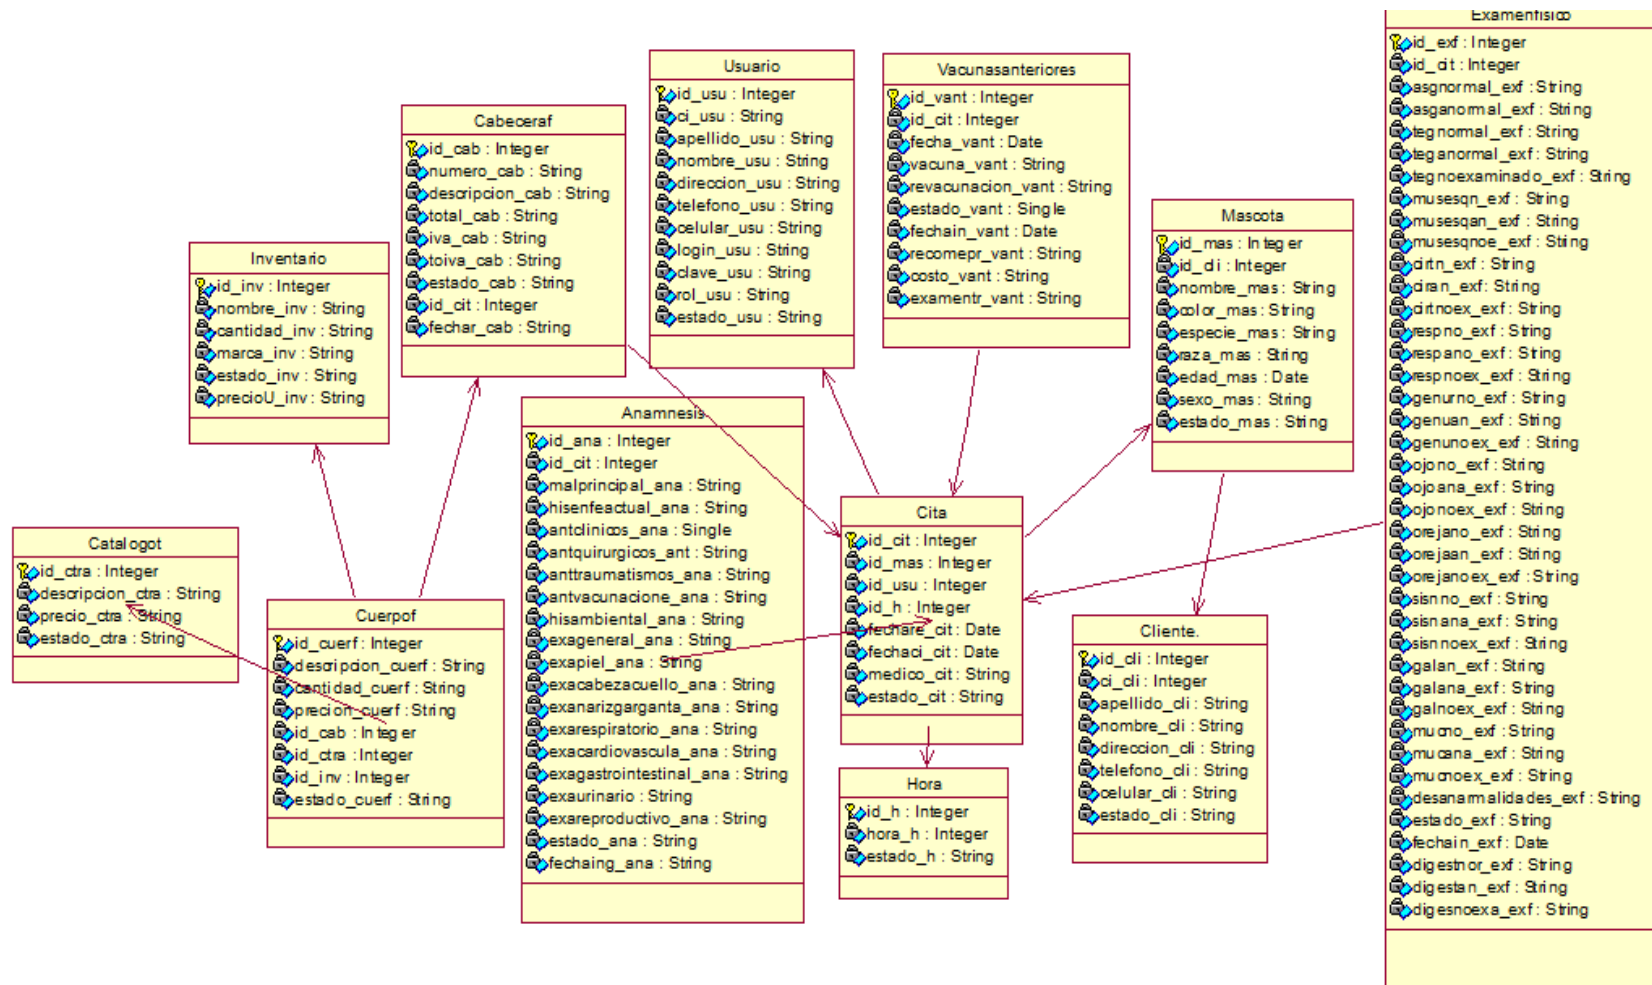 Inventario
id_inv : Integer
nombre_inv : String
cantidad_inv : String
marca_inv : String
estado_inv : String
precioU_inv : String
Cabeceraf
id_cab : Integer
numero_cab : String
descripcion_cab : String
total_cab : String
iva_cab : String
toiva_cab : String
estado_cab : String
id_cit : Integer
fechar_cab : String
Usuario
id_usu : Integer
ci_usu : String
apellido_usu : String
nombre_usu : String
direccion_usu : String
telefono_usu : String
celular_usu : String
login_usu : String
clave_usu : String
rol_usu : String
estado_usu : String
Vacunasanteriores
id_vant : Integer
id_cit : Integer
fecha_vant : Date
vacuna_vant : String
revacunacion_vant : String
estado_vant : Single
fechain_vant : Date
recomepr_vant : String
costo_vant : String
examentr_vant : String
Mascota
id_mas : Integer
id_cli : Integer
nombre_mas : String
color_mas : String
especie_mas : String
raza_mas : String
edad_mas : Date
sexo_mas : String
estado_mas : String
Examenfisico
id_exf : Integer
id_cit : Integer
asgnormal_exf : String
asganormal_exf : String
tegnormal_exf : String
teganormal_exf : String
tegnoexaminado_exf : String
musesqn_exf : String
musesqan_exf : String
musesqnoe_exf : String
cirtn_exf : String
ciran_exf : String
cirtnoex_exf : String
respno_exf : String
respano_exf : String
respnoex_exf : String
genurno_exf : String
genuan_exf : String
genunoex_exf : String
ojono_exf : String
ojoana_exf : String
ojonoex_exf : String
orejano_exf : String
orejaan_exf : String
orejanoex_exf : String
sisnno_exf : String
sisnana_exf : String
sisnnoex_exf : String
galan_exf : String
galana_exf : String
galnoex_exf : String
mucno_exf : String
mucana_exf : String
mucnoex_exf : String
desanarmalidades_exf : String
estado_exf : String
fechain_exf : Date
digestnor_exf : String
digestan_exf : String
digesnoexa_exf : String
Anamnesis
id_ana : Integer
id_cit : Integer
malprincipal_ana : String
hisenfeactual_ana : String
antclinicos_ana : Single
antquirurgicos_ant : String
anttraumatismos_ana : String
antvacunacione_ana : String
hisambiental_ana : String
exageneral_ana : String
exapiel_ana : String
exacabezacuello_ana : String
exanarizgarganta_ana : String
exarespiratorio_ana : String
exacardiovascula_ana : String
exagastrointestinal_ana : String
exaurinario : String
exareproductivo_ana : String
estado_ana : String
fechaing_ana : String
Cita
id_cit : Integer
id_mas : Integer
id_usu : Integer
id_h : Integer
fechare_cit : Date
fechaci_cit : Date
medico_cit : String
estado_cit : String
Catalogot
id_ctra : Integer
descripcion_ctra : String
precio_ctra : String
estado_ctra : String
Cuerpof
id_cuerf : Integer
descripcion_cuerf : String
cantidad_cuerf : String
precion_cuerf : String
id_cab : Integer
id_ctra : Integer
id_inv : Integer
estado_cuerf : String
Cliente.
id_cli : Integer
ci_cli : Integer
apellido_cli : String
nombre_cli : String
direccion_cli : String
telefono_cli : String
celular_cli : String
estado_cli : String
Hora
id_h : Integer
hora_h : Integer
estado_h : String